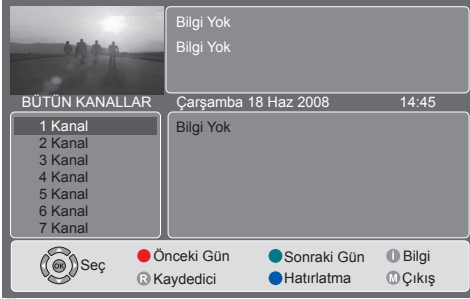 Bilgi Yok
Bilgi Yok
BÜTÜN KANALLAR Çarşamba 18 Haz 2008 14:45
1 Kanal
2 Kanal
3 Kanal
4 Kanal
5 Kanal
6 Kanal
7 Kanal
Bilgi Yok
OK Seç
Önceki Gün Sonraki Gün I Bilgi
R Kaydedici Hatırlatma M Çıkış